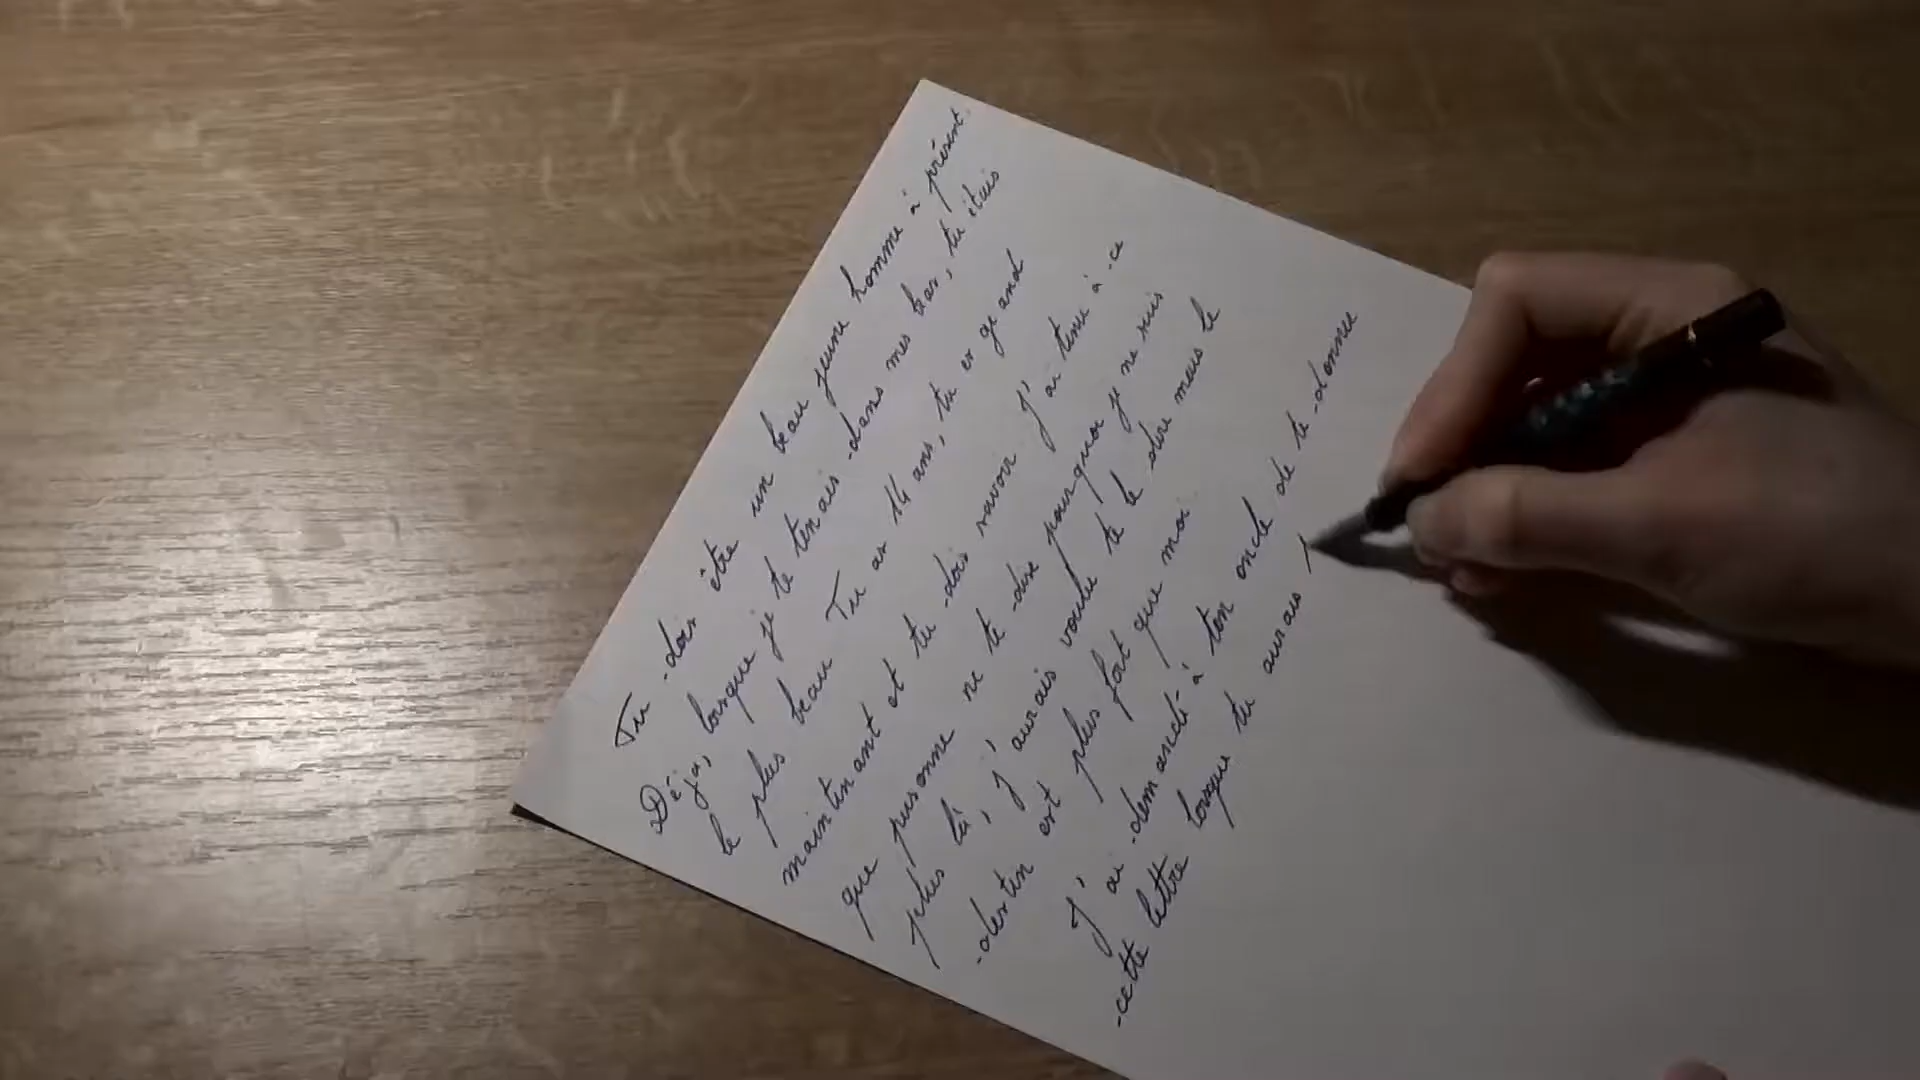 Tu dois être un beau jeune homme à présent.
Déjà, lorsque je te tenais dans mes bras, tu étais
le plus beau Tu as 14 ans, tu es grand
maintenant et tu dois savoir J'ai tenu à ce
que personne ne te dise pourquoi je ne suis
plus là, j'aurais voulu te le dire mais le
destin est plus fort que moi
J'ai demandé à ton oncle de te donner
cette lettre lorsque tu aurais